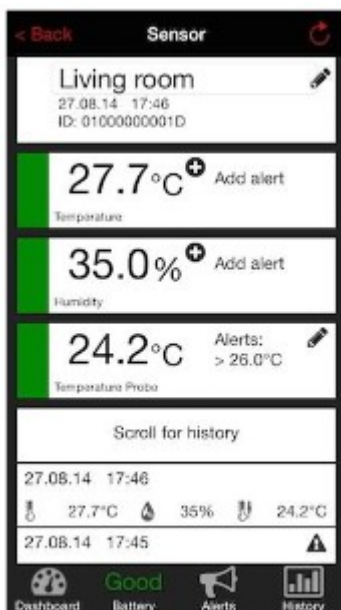 < Back Sensor
Living room
27.08.14 17:46
ID: 01000000001D
27.7°C Add alert
Temperature
35.0% Add alert
Humidity
24.2°C Alerts:
> 26.0°C
Temperature Probe
Scroll for history
27.08.14 17:46
27.7°C 35% 24.2°C
27.08.14 17:45
Good
Dashboard Battery Alerts History